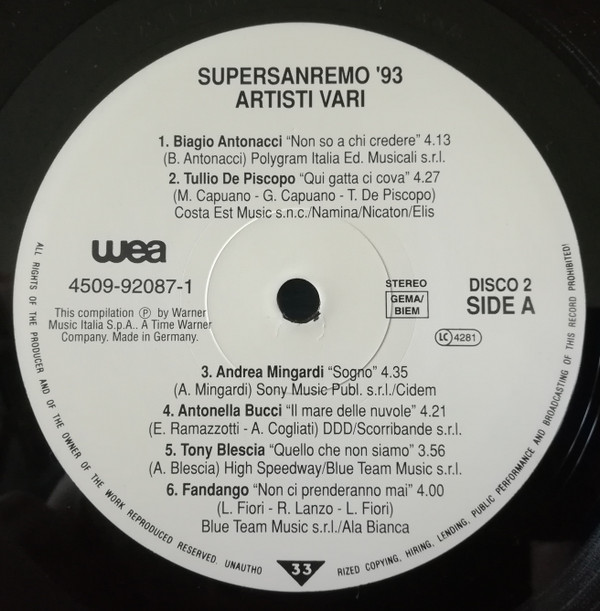 SUPERSANREMO '93
ARTISTI VARI
1. Biagio Antonacci “Non so a chi credere” 4.13
(B. Antonacci) Polygram Italia Ed. Musicali s.r.l.
2. Tullio De Piscopo “Qui gatta ci cova” 4.27
(M. Capuano - G. Capuano - T. De Piscopo)
Costa Est Music s.n.c./Namina/Nicaton/Elis
wea
4509-92087-1
This compilation Ⓟ by Warner
Music Italia S.p.A.. A Time Warner
Company. Made in Germany.
STEREO
GEMA/
BIEM
DISCO 2
SIDE A
LC 4281
3. Andrea Mingardi “Sogno” 4.35
(A. Mingardi) Sony Music Publ. s.r.l./Cidem
4. Antonella Bucci “Il mare delle nuvole” 4.21
(E. Ramazzotti - A. Cogliati) DDD/Scorribande s.r.l.
5. Tony Blescia “Quello che non siamo” 3.56
(A. Blescia) High Speedway/Blue Team Music s.r.l.
6. Fandango “Non ci prenderanno mai” 4.00
(L. Fiori - R. Lanzo - L. Fiori)
Blue Team Music s.r.l./Ala Bianca
ALL RIGHTS OF THE PRODUCER AND OF THE OWNER OF THE WORK REPRODUCED RESERVED. UNAUTHO
33
RIZED COPYING, HIRING, LENDING, PUBLIC PERFORMANCE AND BROADCASTING OF THIS RECORD PROHIBITED!